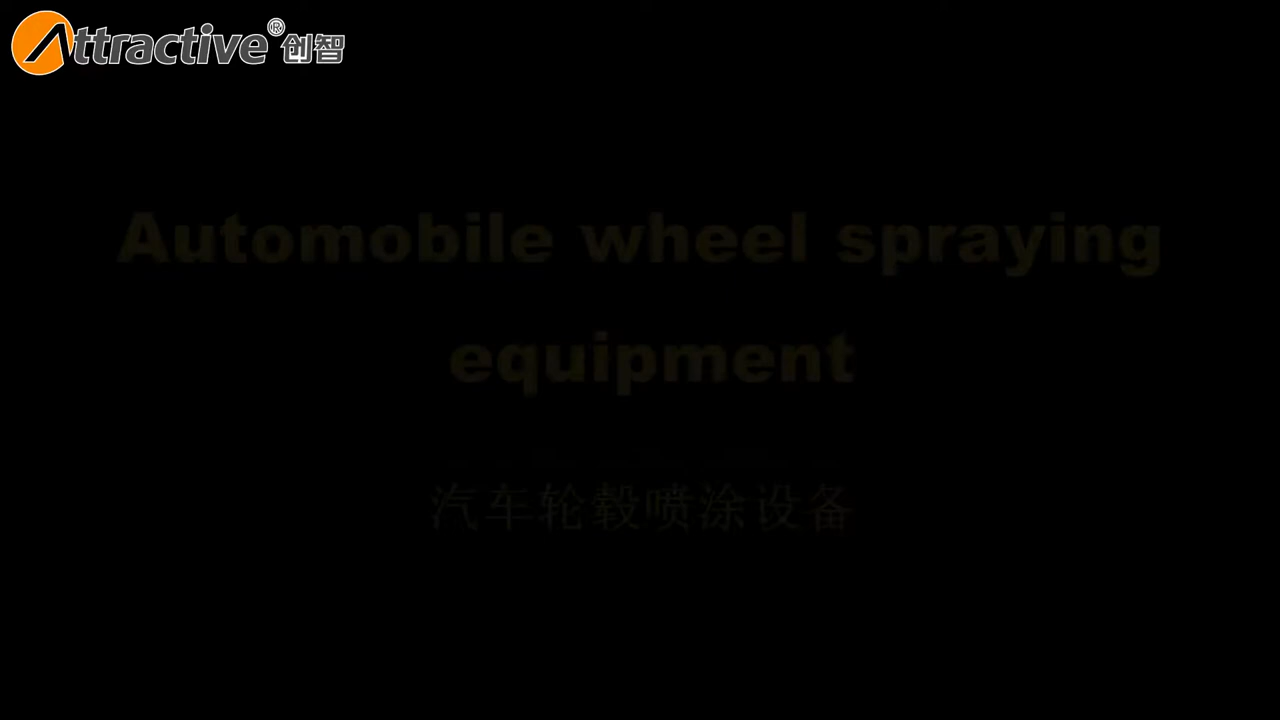 Attractive®创智
Automobile wheel spraying
equipment
汽车轮毂喷涂设备